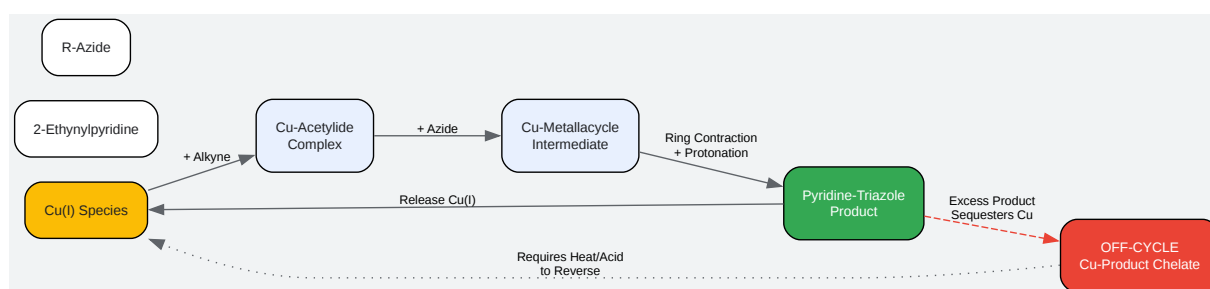 R-Azide
2-Ethynylpyridine
Cu(I) Species
+ Alkyne
Cu-Acetylide
Complex
+ Azide
Cu-Metallacycle
Intermediate
Ring Contraction
+ Protonation
Pyridine-Triazole
Product
Release Cu(I)
Excess Product
Sequesters Cu
OFF-CYCLE
Cu-Product Chelate
Requires Heat/Acid
to Reverse